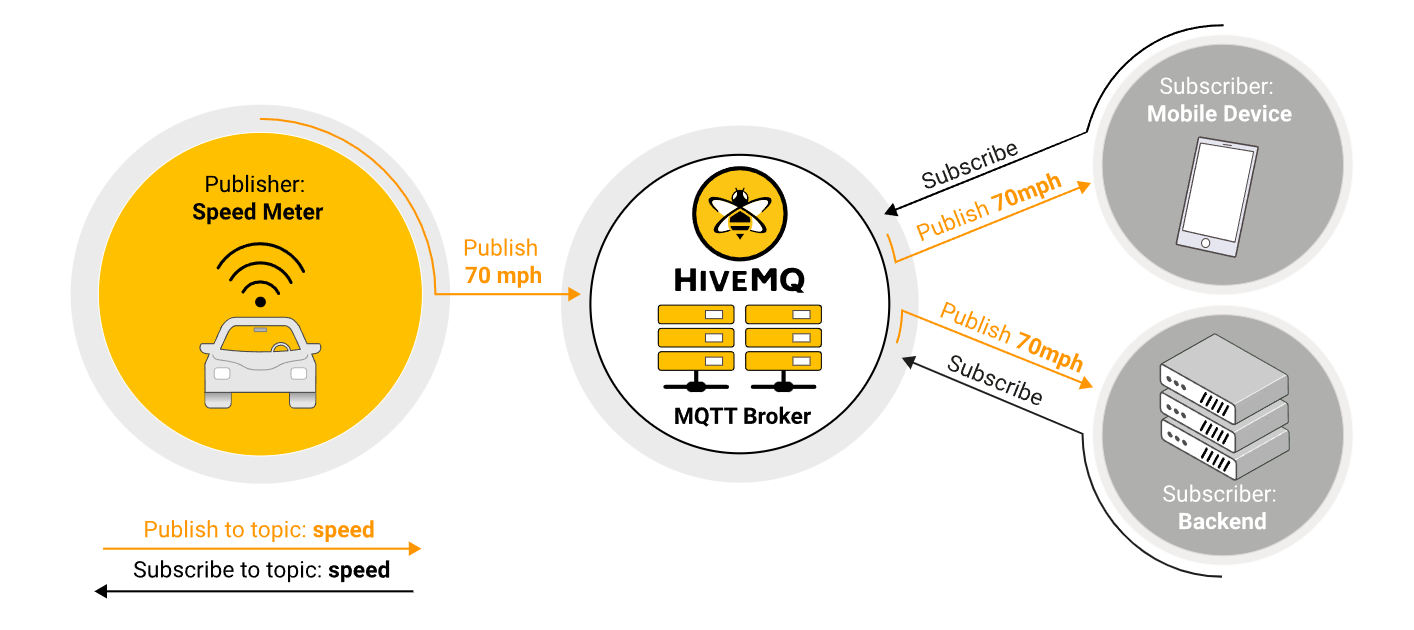 Publisher:
Speed Meter
Publish
70 mph
HIVEMQ
MQTT Broker
Subscribe
Publish 70mph
Subscriber:
Mobile Device
Publish 70mph
Subscribe
Subscriber:
Backend
Publish to topic: speed
Subscribe to topic: speed